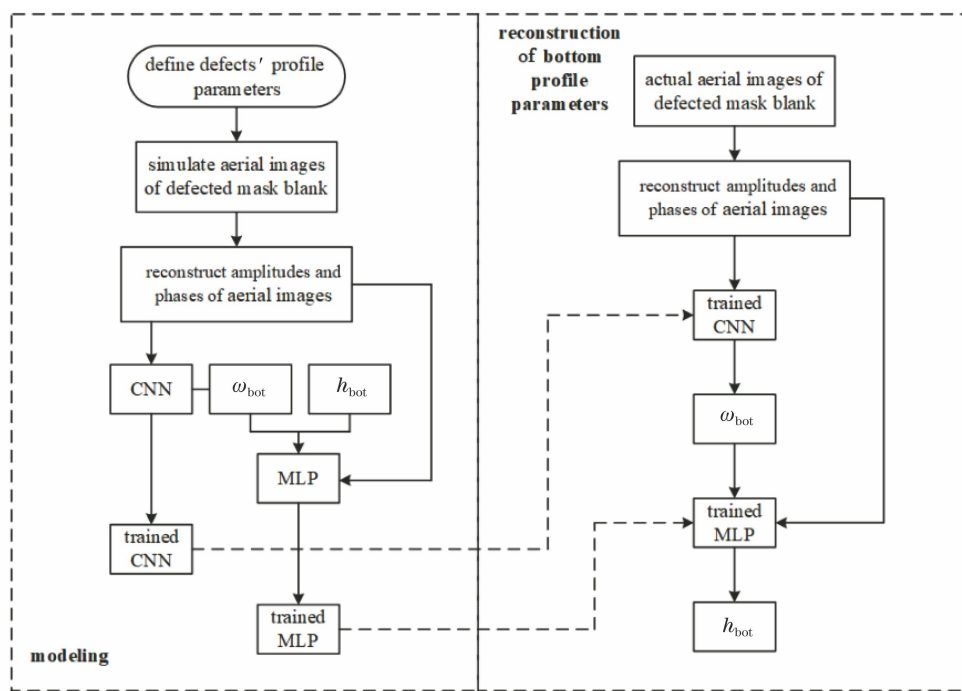 define defects′ profile
parameters
simulate aerial images
of defected mask blank
reconstruct amplitudes and
phases of aerial images
CNN
ω_bot
h_bot
MLP
trained
CNN
trained
MLP
modeling
reconstruction
of bottom
profile
parameters
actual aerial images of
defected mask blank
reconstruct amplitudes and
phases of aerial images
trained
CNN
ω_bot
trained
MLP
h_bot